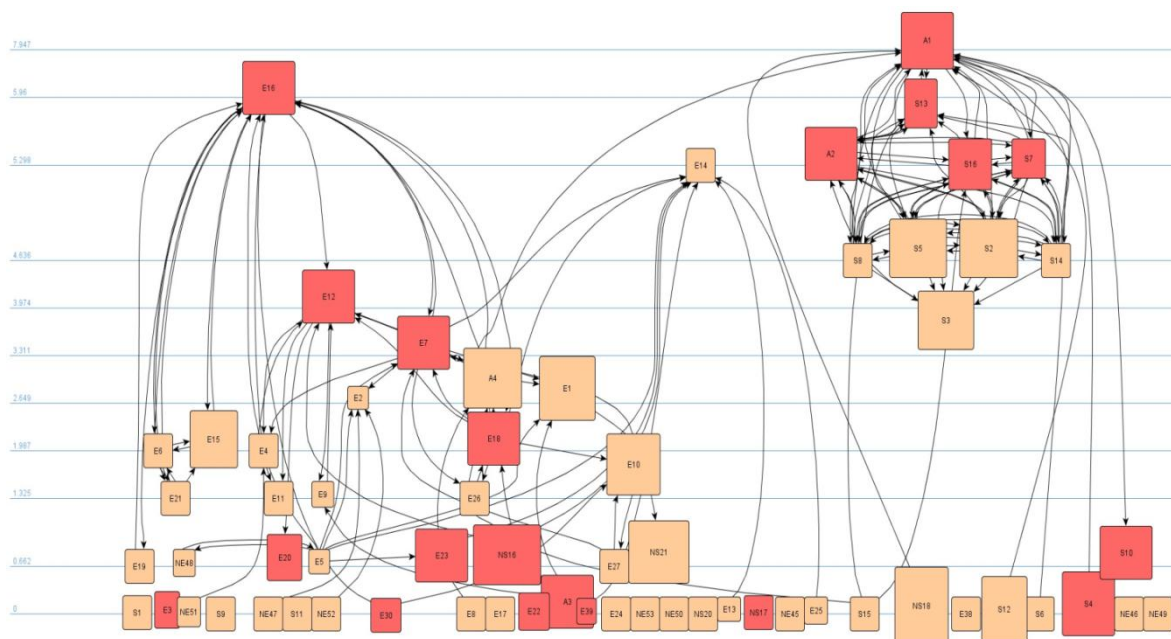 A1
7.947
E16
5.96
S13
A2
S16
S7
E14
5.298
S8
S5
S2
S14
4.636
E12
S3
3.974
E7
3.311
A4
E1
E2
2.649
E15
E6
E4
E10
1.987
E21
E11
E9
E26
1.325
E20
E23
NS16
NS21
S10
E19
NE48
E5
E27
0.662
S4
NS18
S12
A3
0
S1
E3
NE51
S9
NE47
S11
NE52
E30
E8
E17
E22
E39
E24
NE53
NE50
NS20
E13
NS17
NE45
E25
S15
E38
S6
NE46
NE49